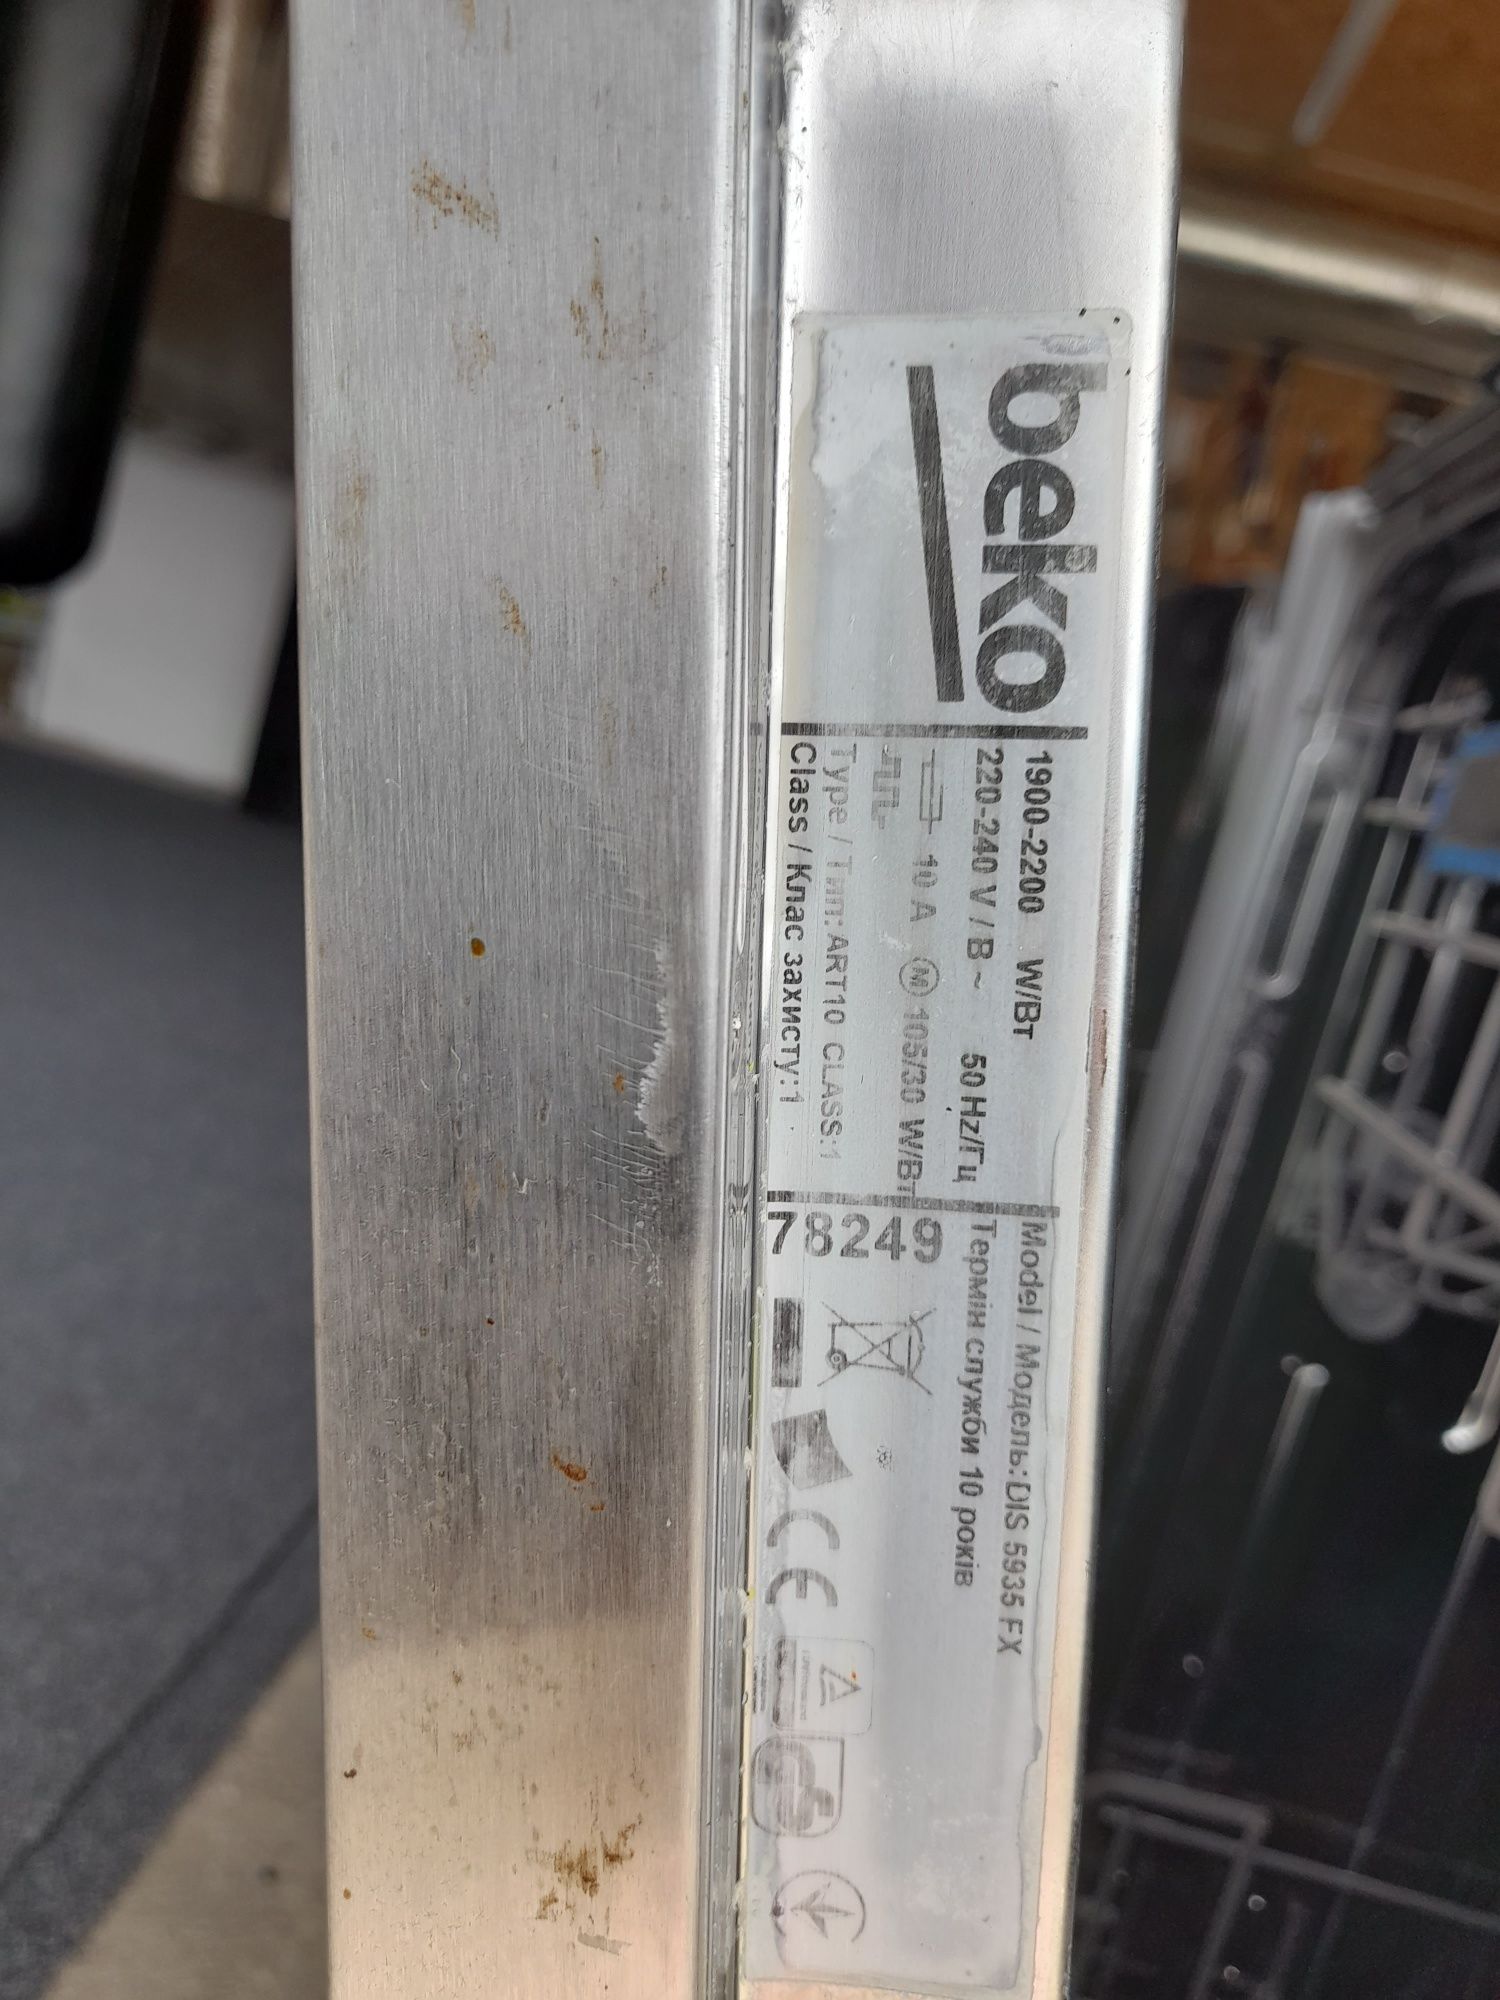 beko
1900-2200 W/Вт
220-240 V / В ~ 50 Hz/Гц
10 A M 105/30 W/Вт
Type / Тип: ART10 CLASS:1
Class / Клас захисту:1
Model / Модель:DIS 5935 FX
Термін служби 10 років
78249
CE